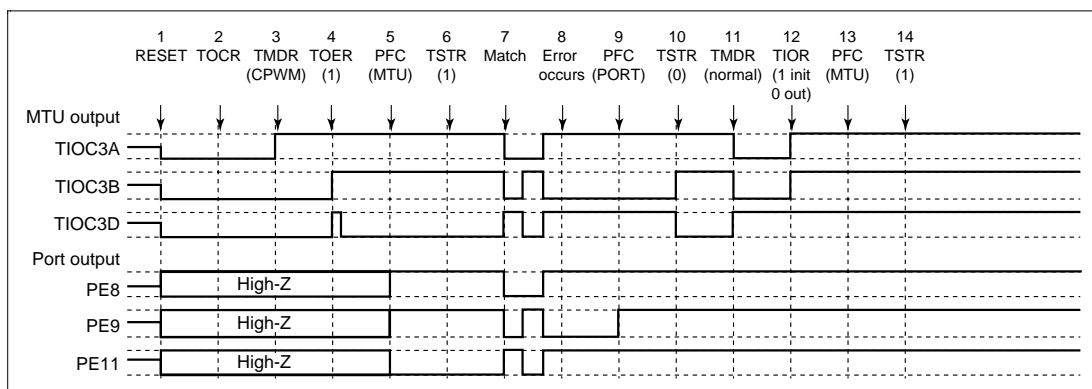 1 2 3 4 5 6 7 8 9 10 11 12 13 14
RESET TOCR TMDR TOER PFC TSTR Match Error PFC TSTR TMDR TIOR PFC TSTR
(CPWM) (1) (MTU) (1) occurs (PORT) (0) (normal) (1 init (MTU) (1)
0 out)
MTU output
TIOC3A
TIOC3B
TIOC3D
Port output
PE8 High-Z
PE9 High-Z
PE11 High-Z